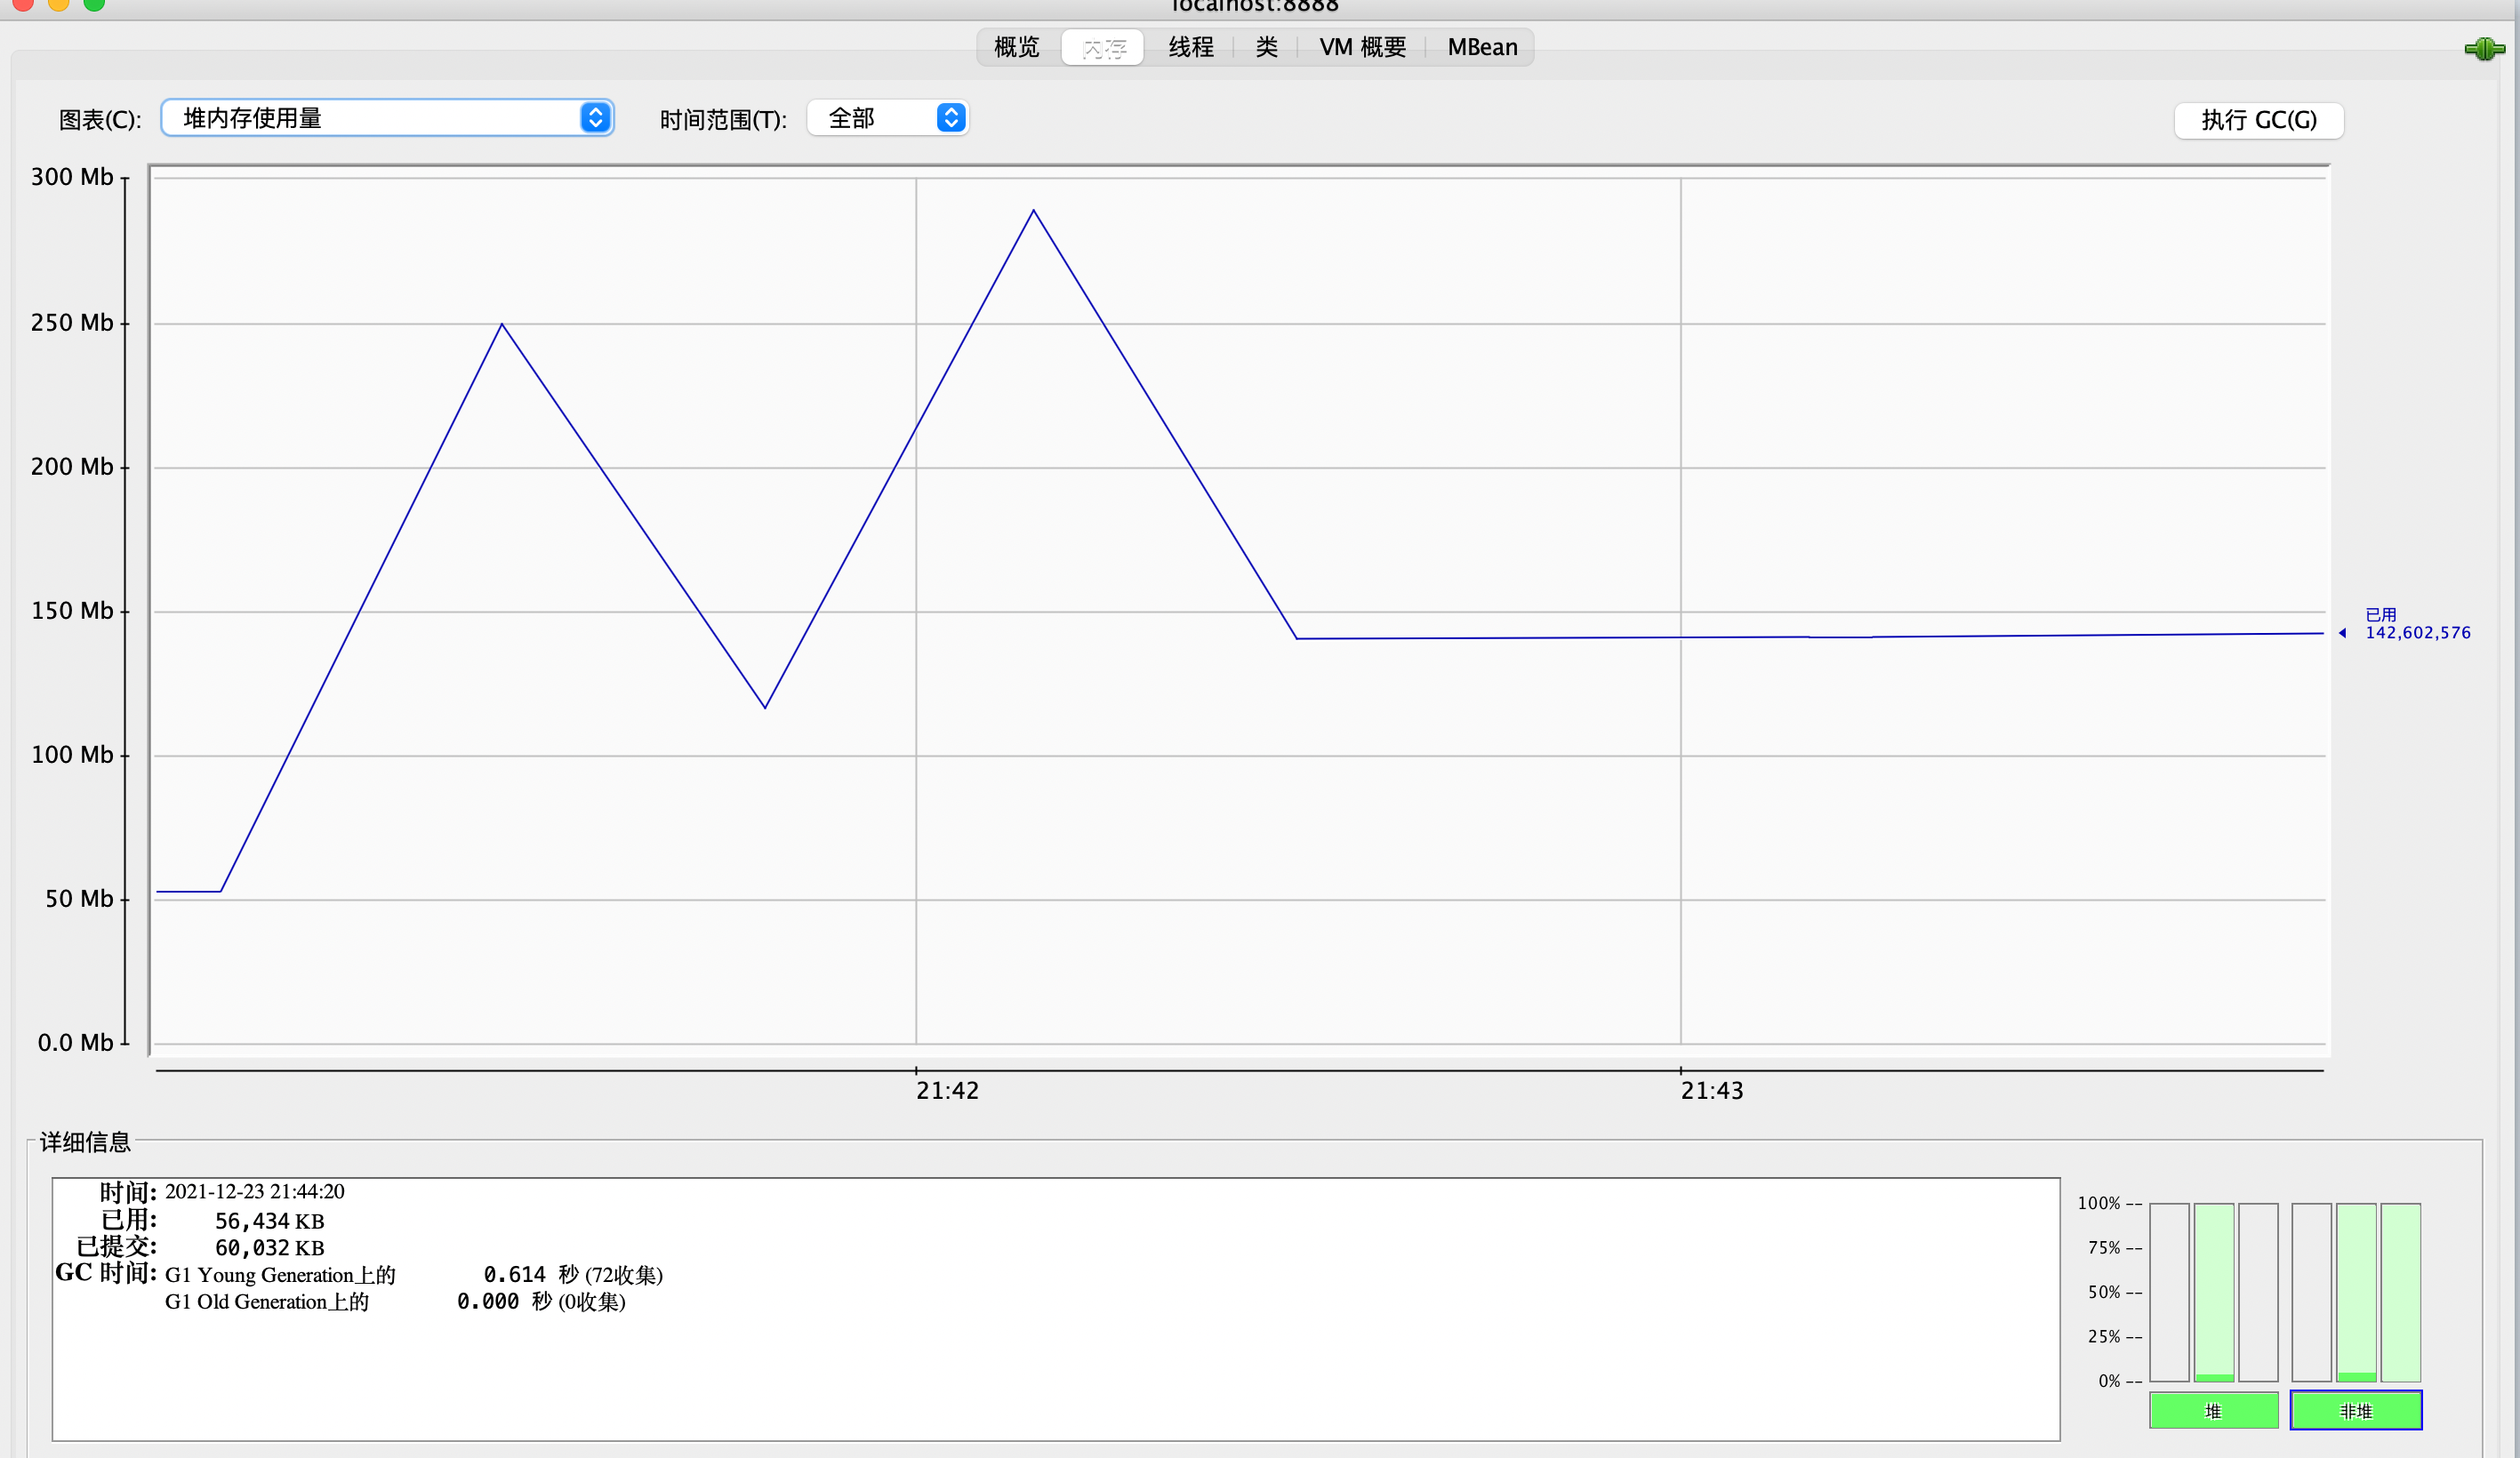 localhost:8888
概览 内存 线程 类 VM 概要 MBean
图表(C): 堆内存使用量 时间范围(T): 全部 执行 GC(G)
300 Mb
250 Mb
200 Mb
150 Mb
100 Mb
50 Mb
0.0 Mb
已用
142,602,576
21:42 21:43
详细信息
时间: 2021-12-23 21:44:20
已用: 56,434 KB
已提交: 60,032 KB
GC 时间: G1 Young Generation上的 0.614 秒 (72收集)
G1 Old Generation上的 0.000 秒 (0收集)
100% --
75% --
50% --
25% --
0% --
堆 非堆